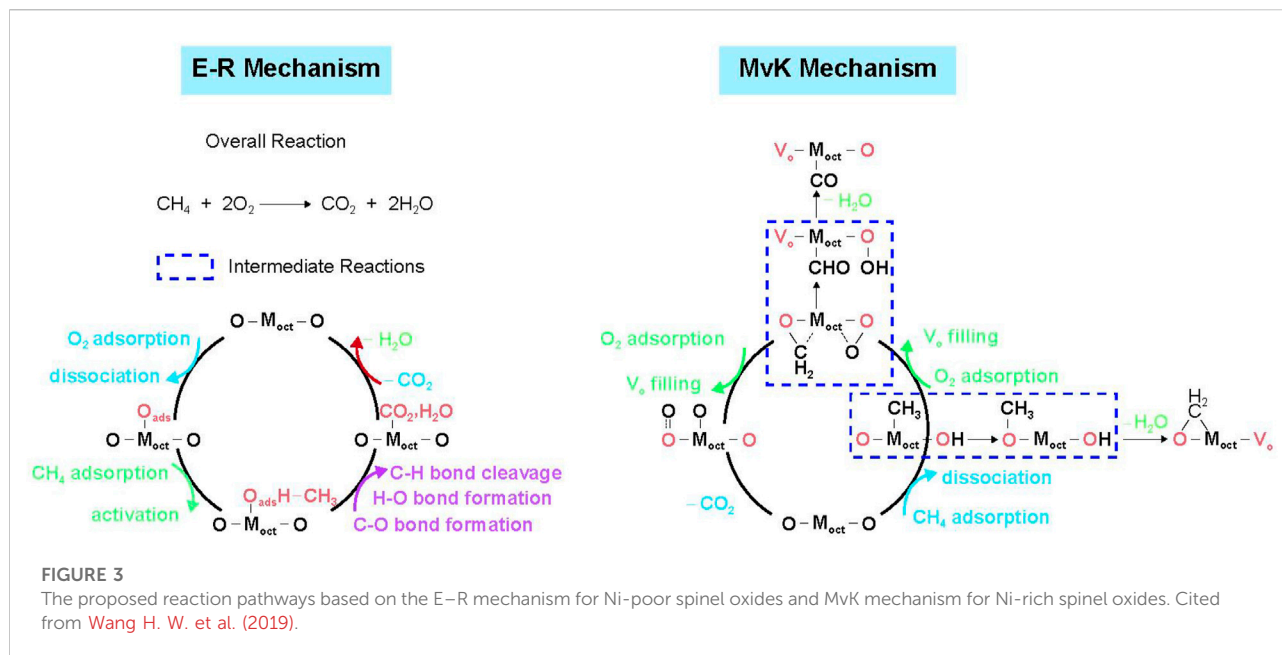 E-R Mechanism
Overall Reaction
CH4 + 2O2 → CO2 + 2H2O
Intermediate Reactions
O-Moct-O
O2 adsorption
dissociation
Oads
O-Moct-O
CH4 adsorption
activation
OadsH-CH3
O-Moct-O
C-H bond cleavage
H-O bond formation
C-O bond formation
CO2,H2O
O-Moct-O
-CO2
-H2O
MvK Mechanism
Vo-Moct-O
CO
-H2O
Vo-Moct-O
CHO OH
O-Moct-O
C O
H2
O2 adsorption
Vo filling
Vo filling
O2 adsorption
O O
O-Moct-O
CH3 CH3
O-Moct-OH → O-Moct-OH
-H2O
H2
C
O-Moct-Vo
dissociation
CH4 adsorption
-CO2
O-Moct-O
FIGURE 3
The proposed reaction pathways based on the E–R mechanism for Ni-poor spinel oxides and MvK mechanism for Ni-rich spinel oxides. Cited
from Wang H. W. et al. (2019).